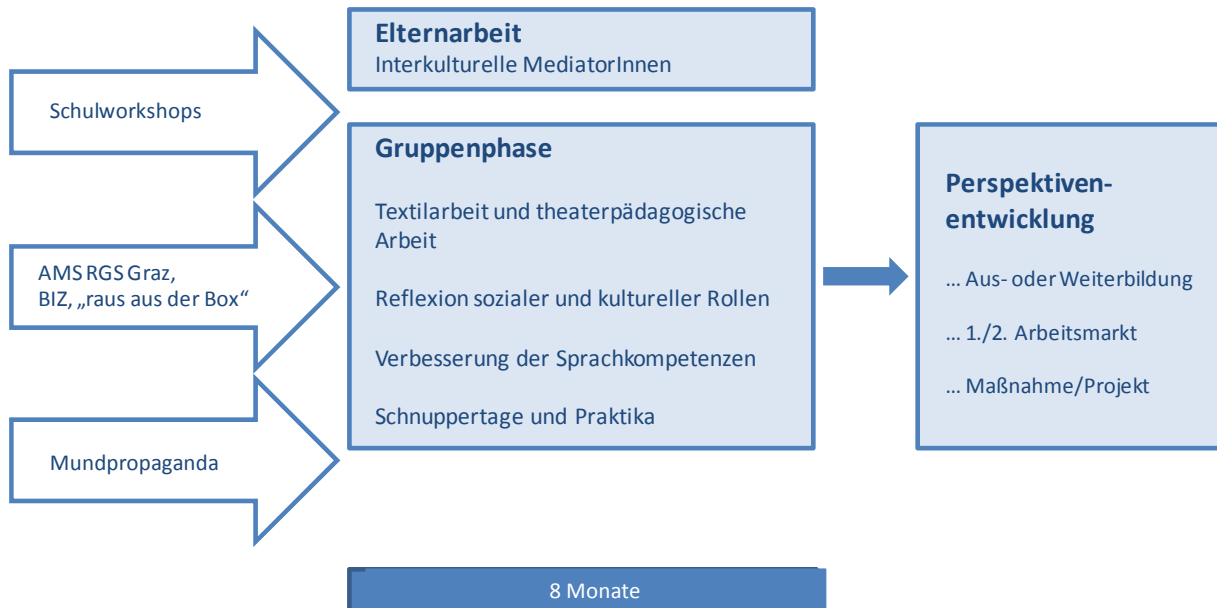 Schulworkshops
AMS RGS Graz,
BIZ, „raus aus der Box“
Mundpropaganda
Elternarbeit
Interkulturelle MediatorInnen
Gruppenphase
Textilarbeit und theaterpädagogische
Arbeit
Reflexion sozialer und kultureller Rollen
Verbesserung der Sprachkompetenzen
Schnuppertage und Praktika
8 Monate
Perspektiven-
entwicklung
... Aus- oder Weiterbildung
... 1./2. Arbeitsmarkt
... Maßnahme/Projekt